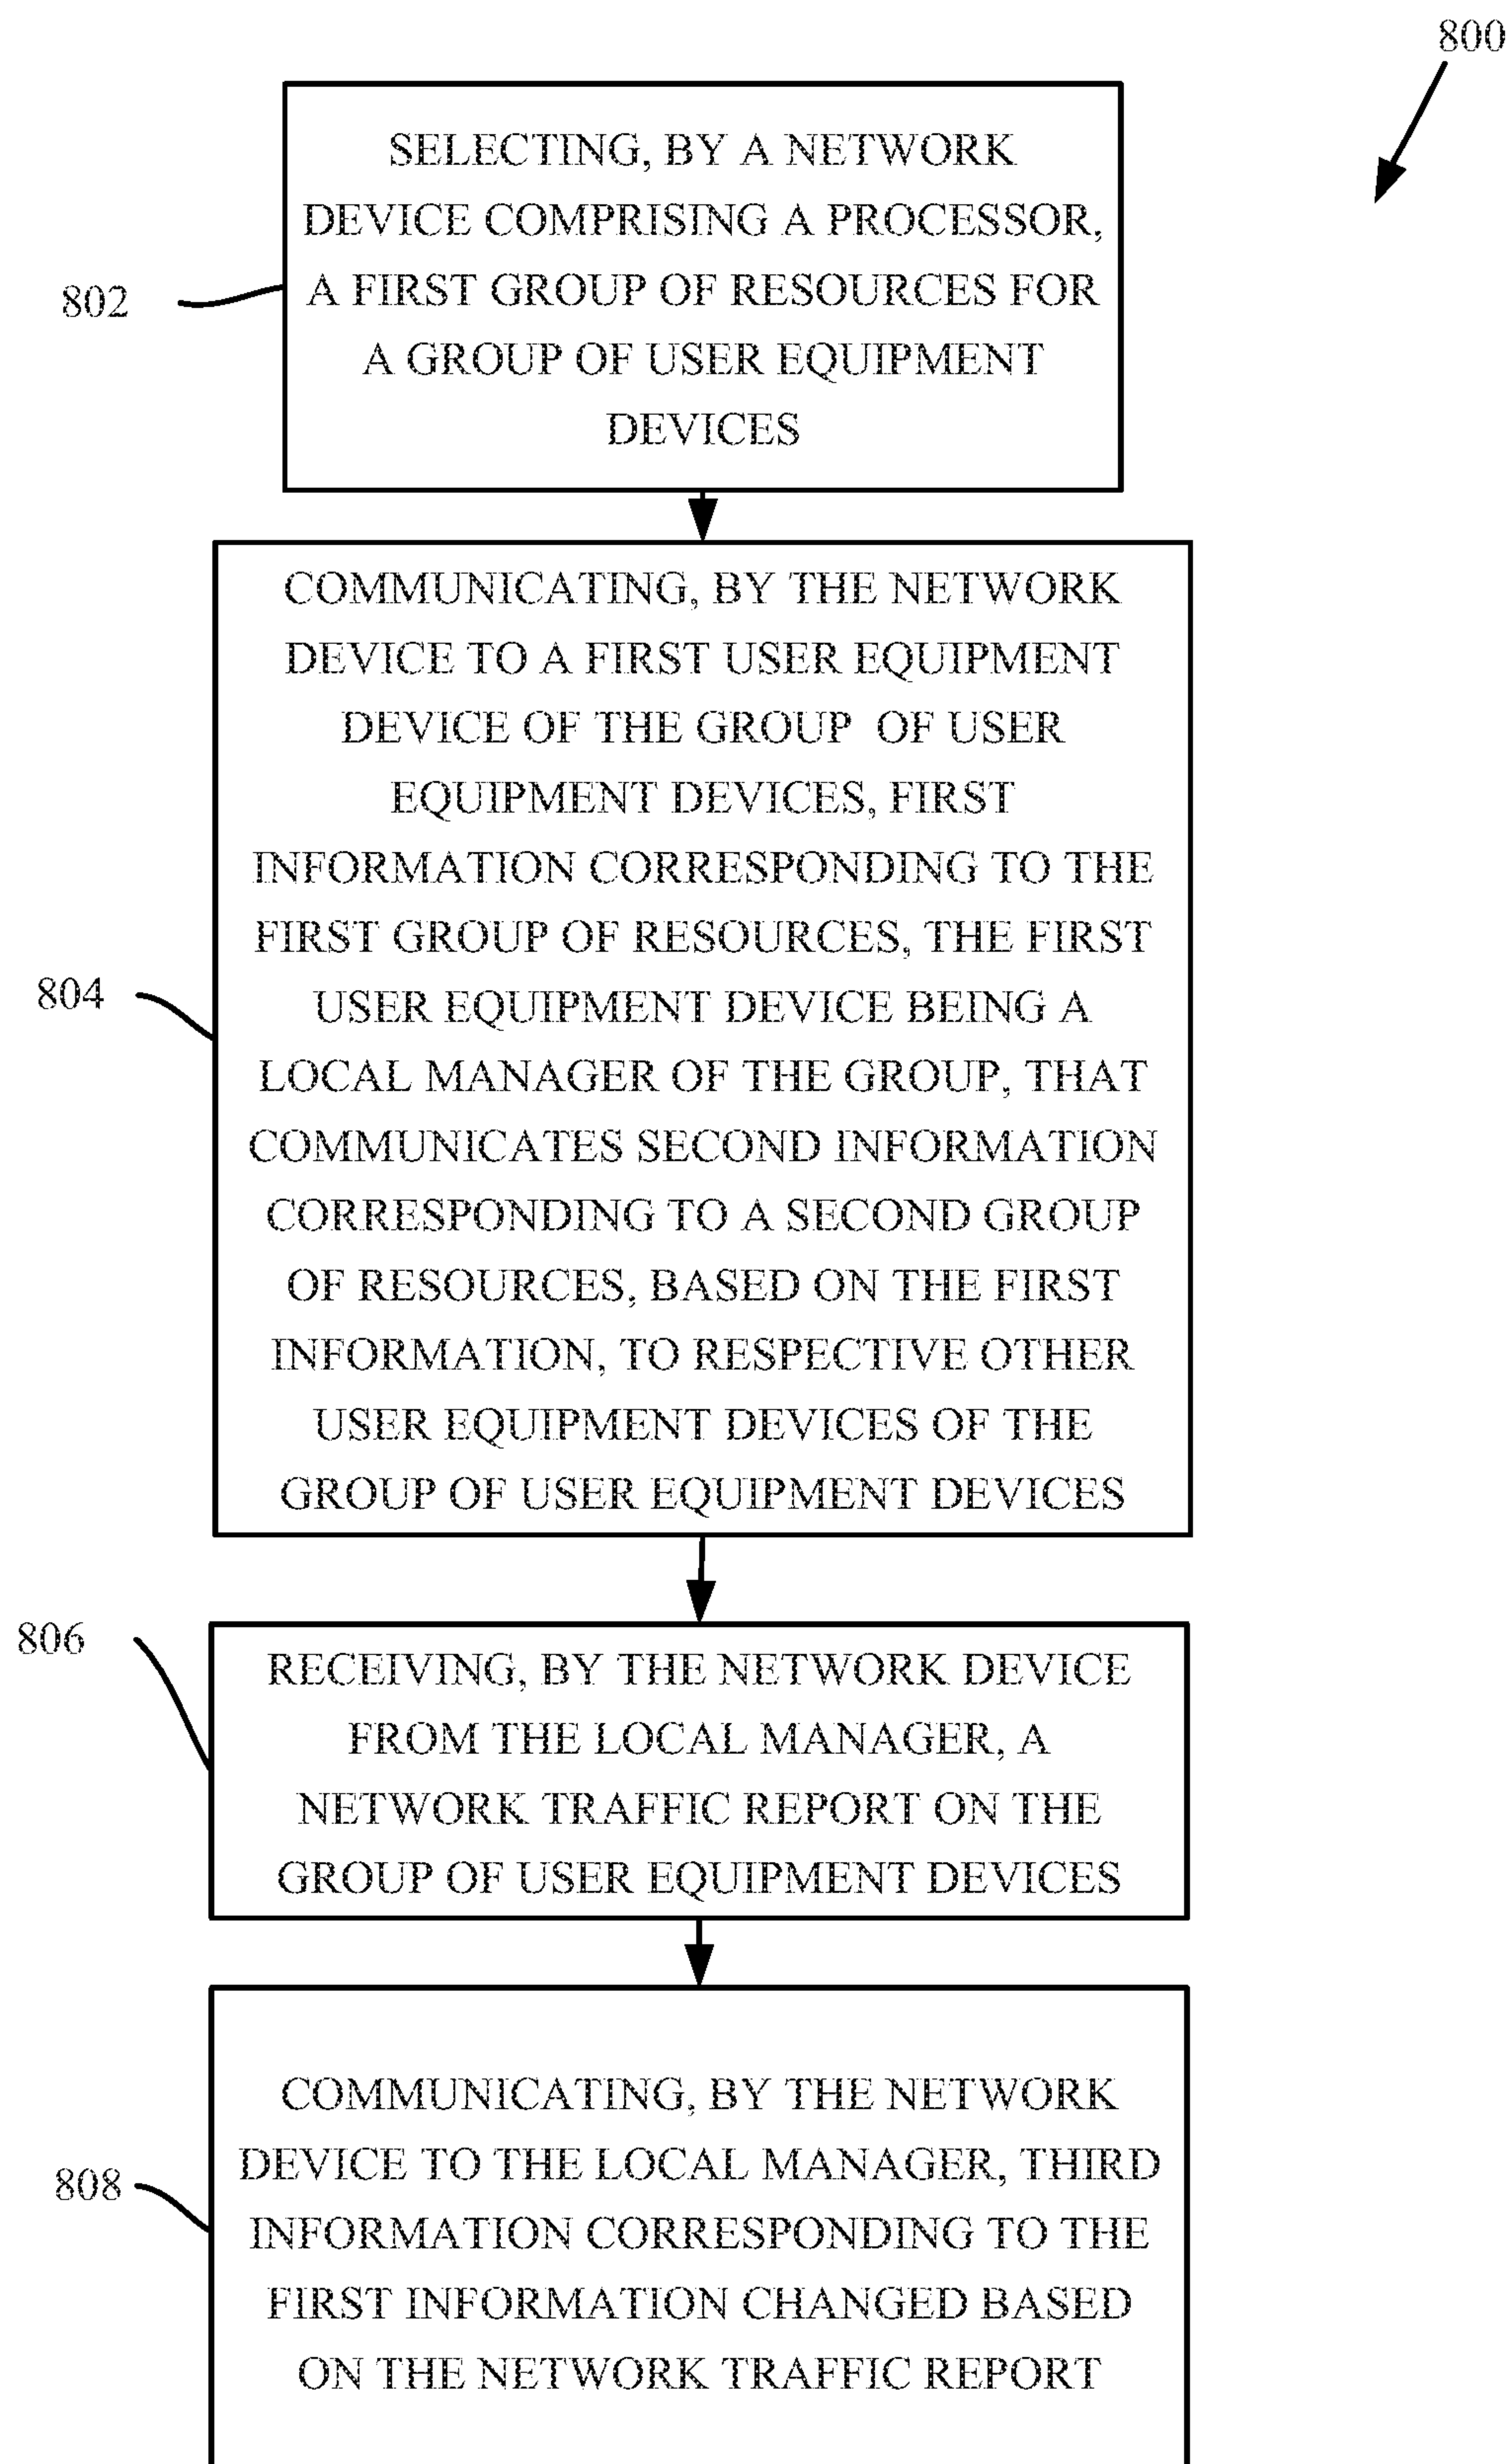 800
SELECTING, BY A NETWORK
DEVICE COMPRISING A PROCESSOR,
A FIRST GROUP OF RESOURCES FOR
A GROUP OF USER EQUIPMENT
DEVICES
802
COMMUNICATING, BY THE NETWORK
DEVICE TO A FIRST USER EQUIPMENT
DEVICE OF THE GROUP OF USER
EQUIPMENT DEVICES, FIRST
INFORMATION CORRESPONDING TO THE
FIRST GROUP OF RESOURCES, THE FIRST
USER EQUIPMENT DEVICE BEING A
LOCAL MANAGER OF THE GROUP, THAT
COMMUNICATES SECOND INFORMATION
CORRESPONDING TO A SECOND GROUP
OF RESOURCES, BASED ON THE FIRST
INFORMATION, TO RESPECTIVE OTHER
USER EQUIPMENT DEVICES OF THE
GROUP OF USER EQUIPMENT DEVICES
804
806
RECEIVING, BY THE NETWORK DEVICE
FROM THE LOCAL MANAGER, A
NETWORK TRAFFIC REPORT ON THE
GROUP OF USER EQUIPMENT DEVICES
COMMUNICATING, BY THE NETWORK
DEVICE TO THE LOCAL MANAGER, THIRD
INFORMATION CORRESPONDING TO THE
FIRST INFORMATION CHANGED BASED
ON THE NETWORK TRAFFIC REPORT
808